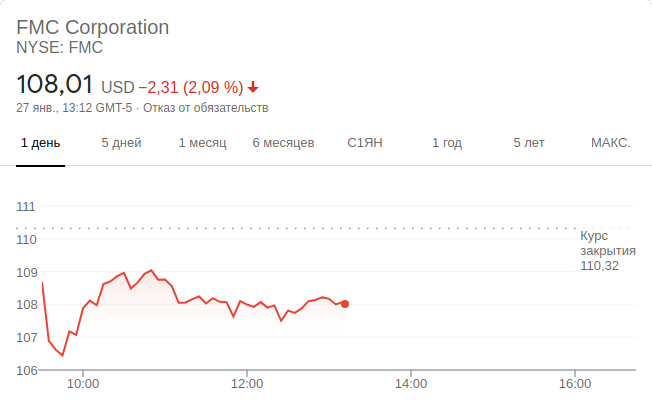 FMC Corporation
NYSE: FMC
108,01 USD −2,31 (2,09 %)
27 янв., 13:12 GMT-5 · Отказ от обязательств
1 день 5 дней 1 месяц 6 месяцев С1ЯН 1 год 5 лет МАКС.
111
110
109
108
107
106
Курс
закрытия
110,32
10:00 12:00 14:00 16:00